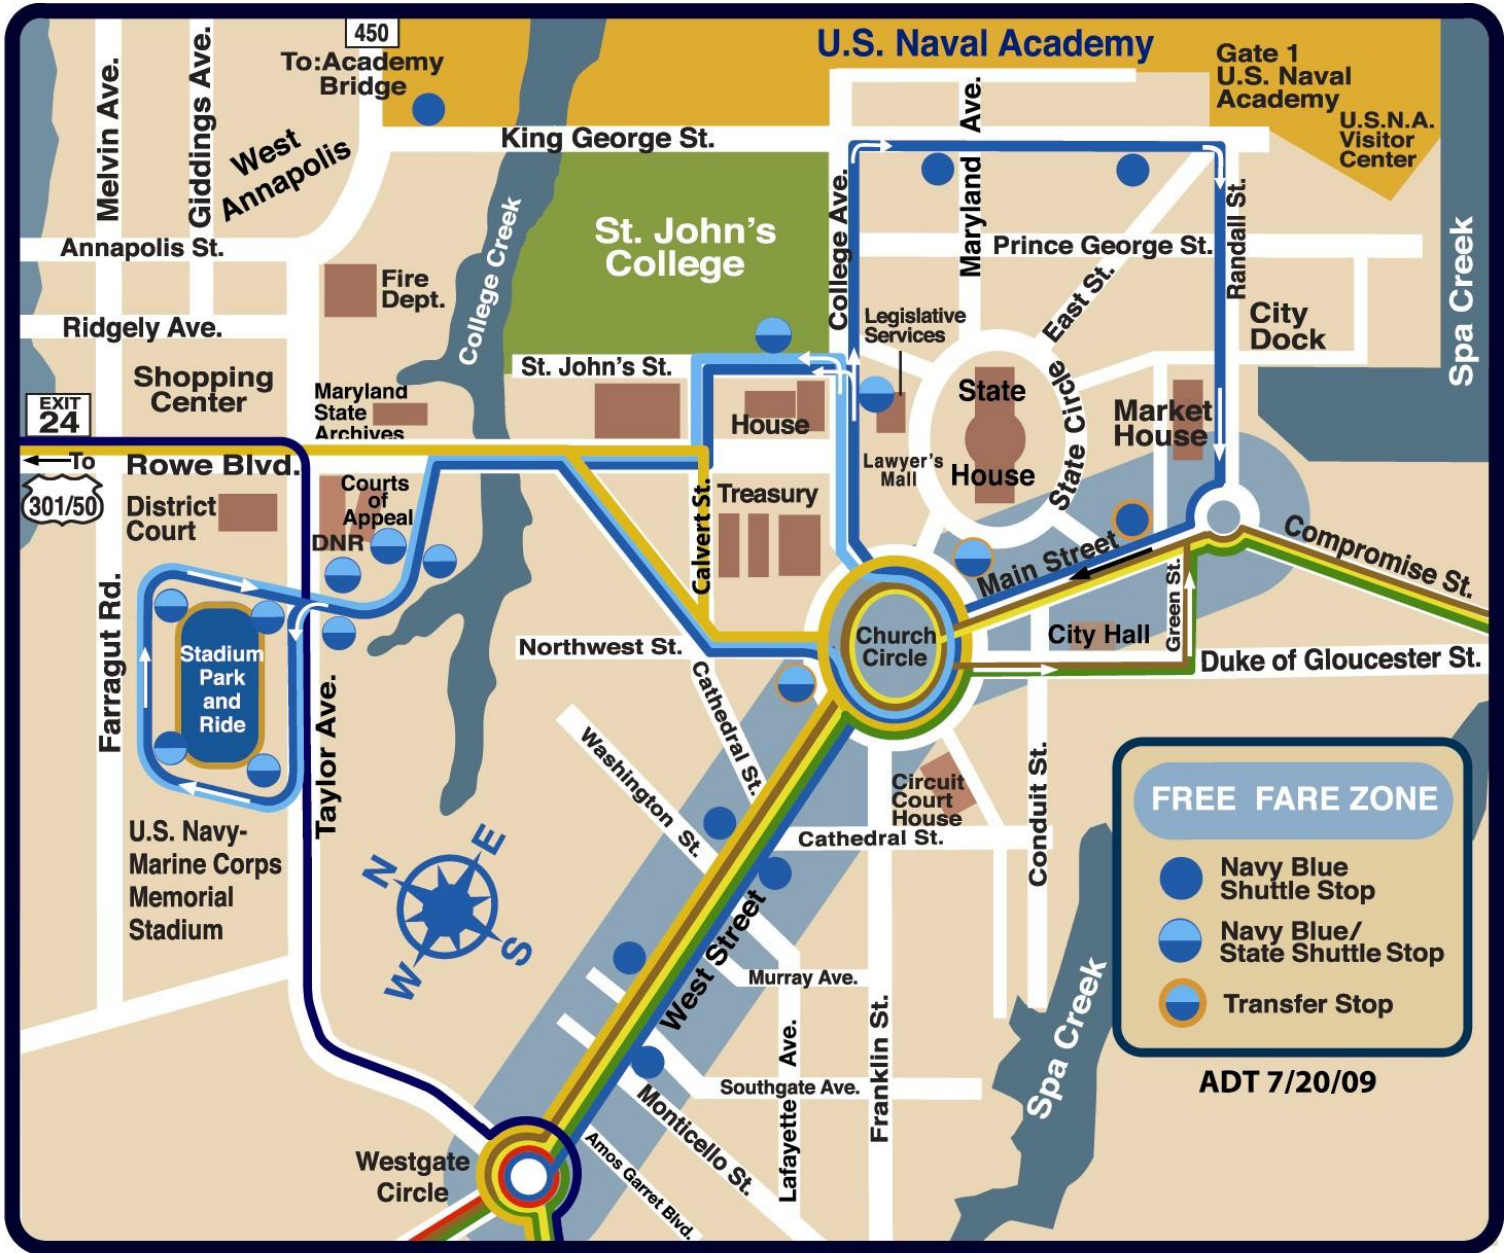 450
To:Academy
Bridge
U.S. Naval Academy
Gate 1
U.S. Naval
Academy
U.S.N.A.
Visitor
Center
Melvin Ave.
Giddings Ave.
West
Annapolis
King George St.
Maryland Ave.
College Ave.
Randall St.
Spa Creek
Annapolis St.
College Creek
St. John's
College
Prince George St.
East St.
Fire
Dept.
Ridgely Ave.
Legislative
Services
City
Dock
St. John's St.
Shopping
Center
Maryland
State
Archives
State
House
State Circle
Market
House
House
EXIT
24
To
301/50
Rowe Blvd.
Lawyer's
Mall
Courts
of
Appeal
District
Court
DNR
Calvert St.
Treasury
Main Street
Compromise St.
Green St.
Farragut Rd.
Stadium
Park
and
Ride
Northwest St.
Church
Circle
City Hall
Duke of Gloucester St.
Taylor Ave.
Cathedral St.
Washington St.
Circuit
Court
House
Cathedral St.
Conduit St.
U.S. Navy-
Marine Corps
Memorial
Stadium
N
E
S
W
West Street
Murray Ave.
Franklin St.
Lafayette Ave.
Southgate Ave.
Monticello St.
Amos Garret Blvd.
Westgate
Circle
Spa Creek
FREE FARE ZONE
Navy Blue
Shuttle Stop
Navy Blue/
State Shuttle Stop
Transfer Stop
ADT 7/20/09